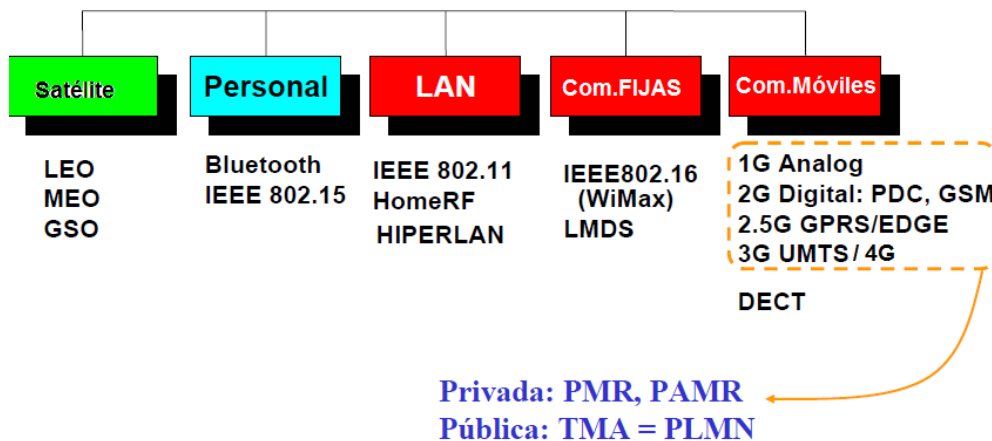 Satélite
Personal
LAN
Com.FIJAS
Com.Móviles
LEO
MEO
GSO
Bluetooth
IEEE 802.15
IEEE 802.11
HomeRF
HIPERLAN
IEEE802.16
(WiMax)
LMDS
1G Analog
2G Digital: PDC, GSM
2.5G GPRS/EDGE
3G UMTS / 4G
DECT
Privada: PMR, PAMR
Pública: TMA = PLMN